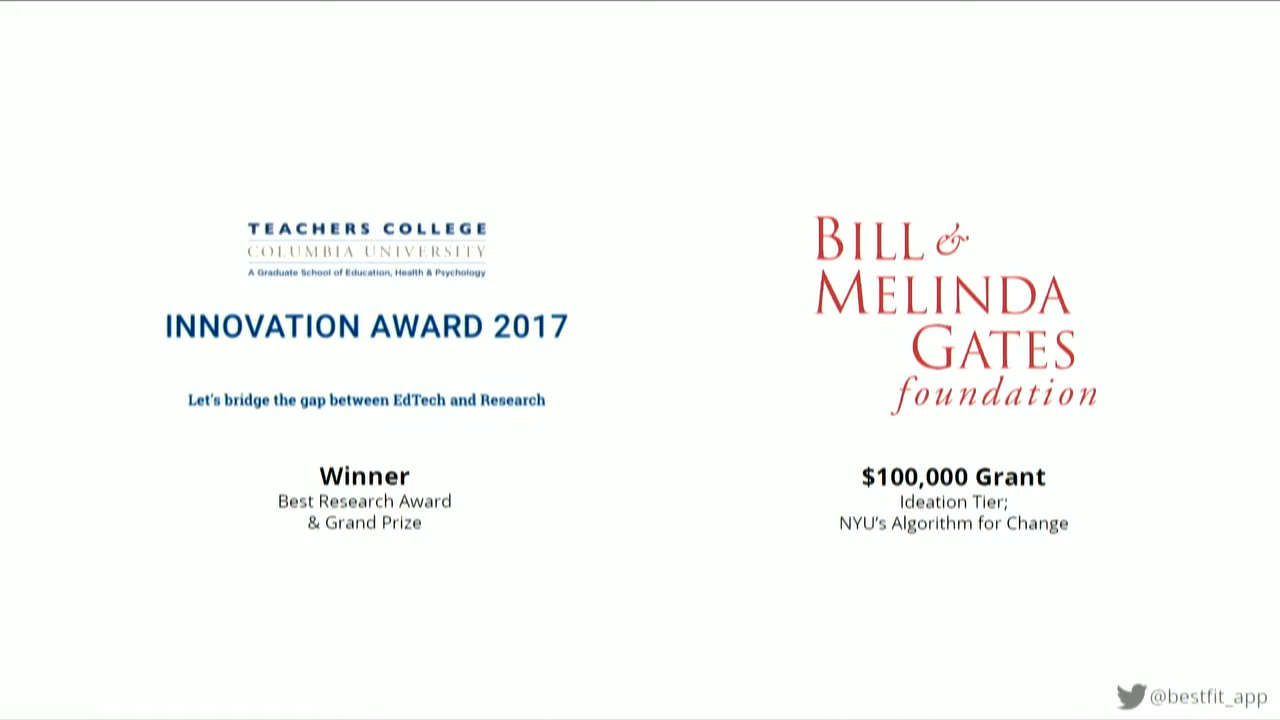 TEACHERS COLLEGE
COLUMBIA UNIVERSITY
A Graduate School of Education, Health & Psychology
INNOVATION AWARD 2017
Let's bridge the gap between EdTech and Research
Winner
Best Research Award
& Grand Prize
BILL &
MELINDA
GATES
foundation
$100,000 Grant
Ideation Tier;
NYU's Algorithm for Change
@bestfit_app